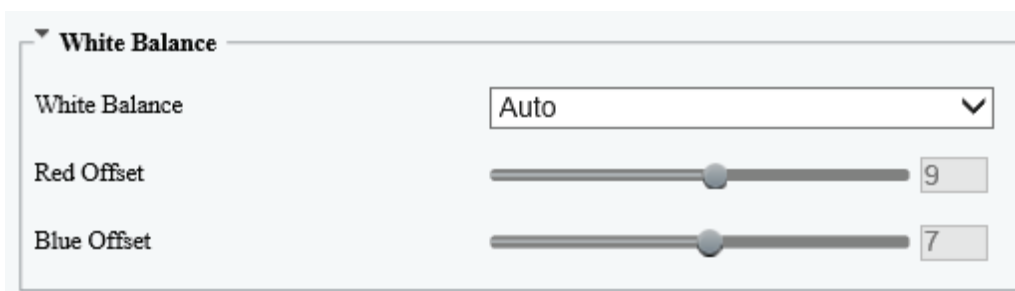 White Balance
White Balance Auto
Red Offset 9
Blue Offset 7